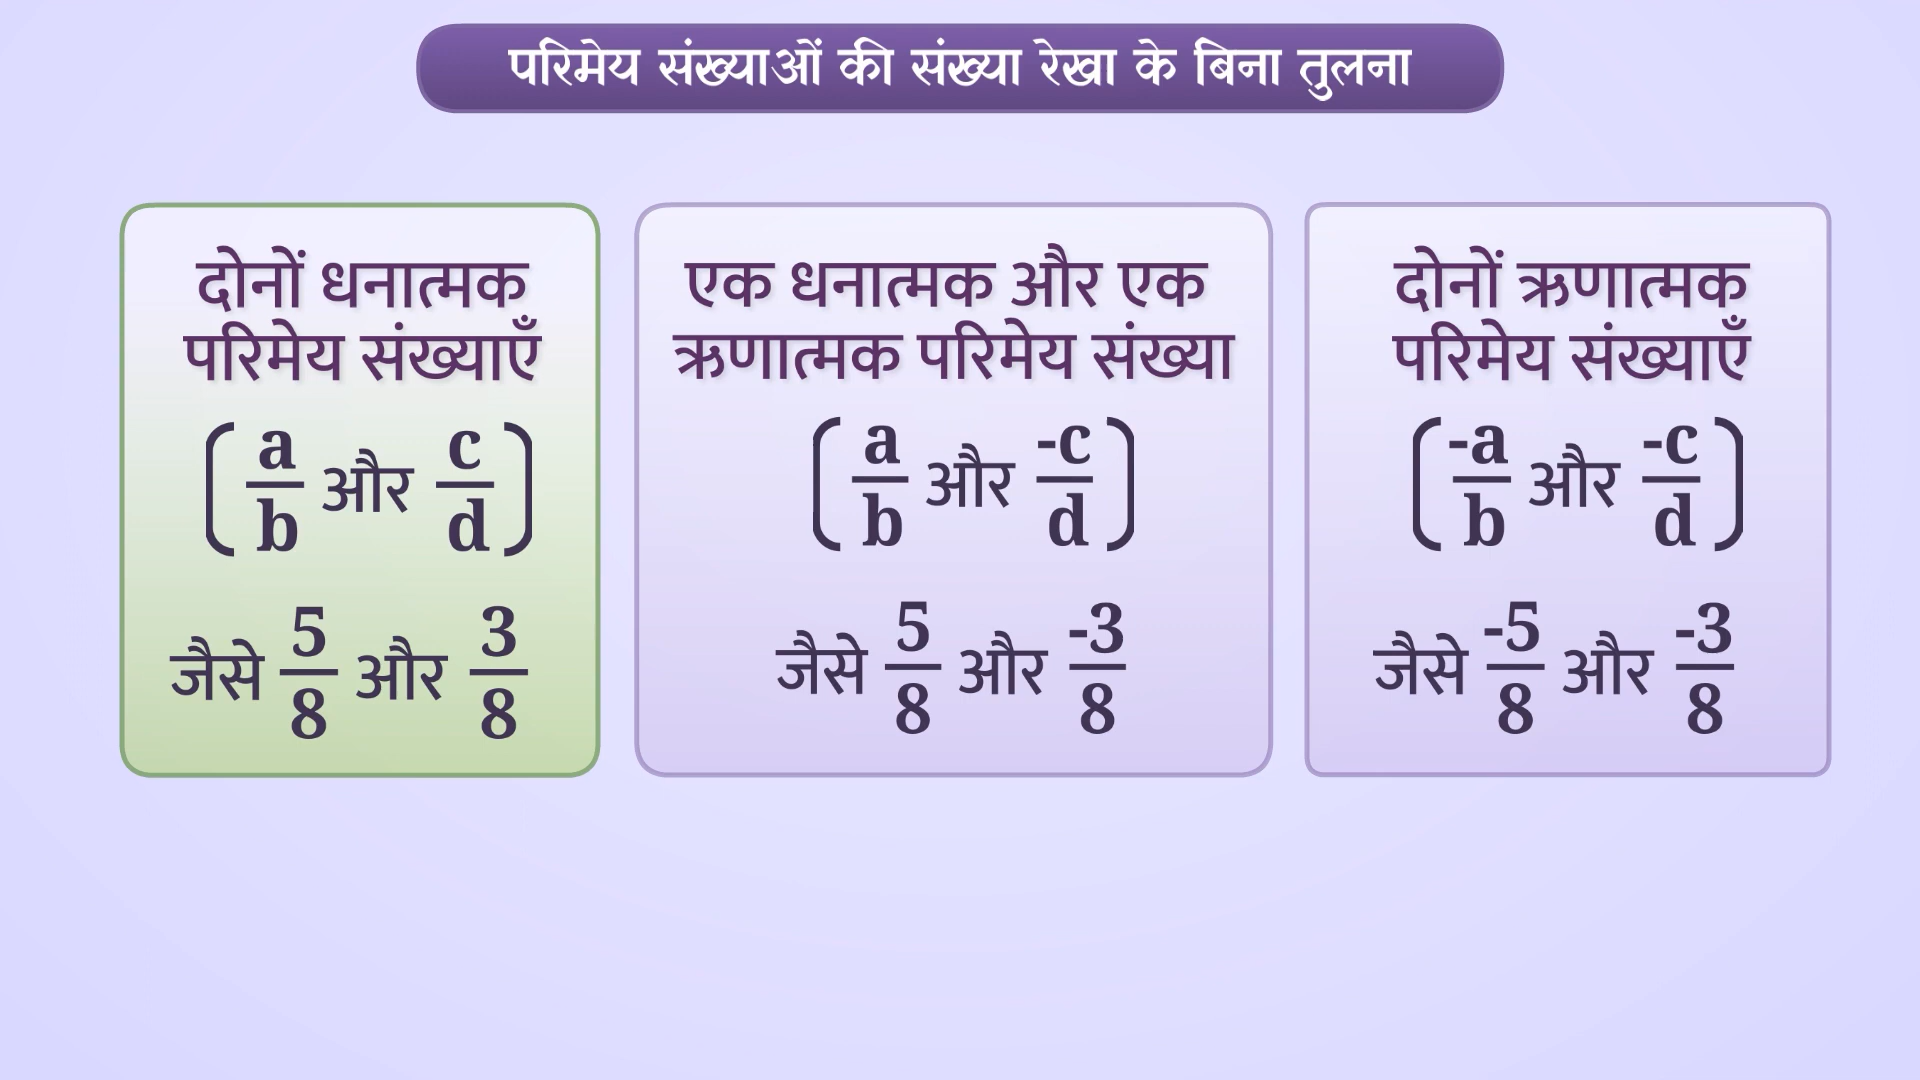 परिमेय संख्याओं की संख्या रेखा के बिना तुलना
दोनों धनात्मक
परिमेय संख्याएँ
(a/b और c/d)
जैसे 5/8 और 3/8
एक धनात्मक और एक
ऋणात्मक परिमेय संख्या
(a/b और -c/d)
जैसे 5/8 और -3/8
दोनों ऋणात्मक
परिमेय संख्याएँ
(-a/b और -c/d)
जैसे -5/8 और -3/8